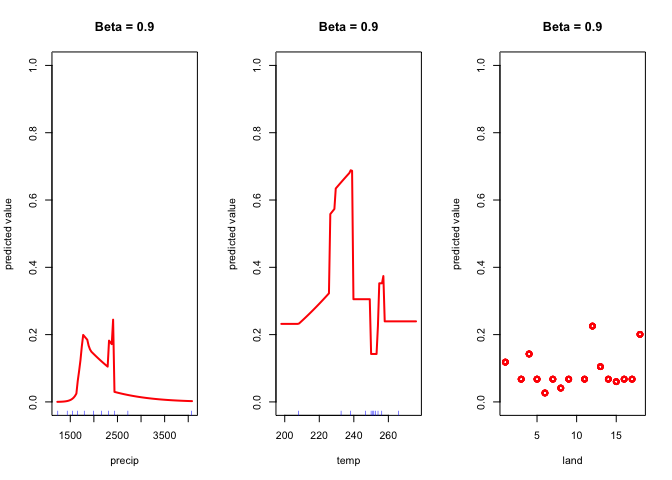 Beta = 0.9
predicted value
0.0 0.2 0.4 0.6 0.8 1.0
1500 2500 3500
precip
Beta = 0.9
predicted value
0.0 0.2 0.4 0.6 0.8 1.0
200 220 240 260
temp
Beta = 0.9
predicted value
0.0 0.2 0.4 0.6 0.8 1.0
5 10 15
land